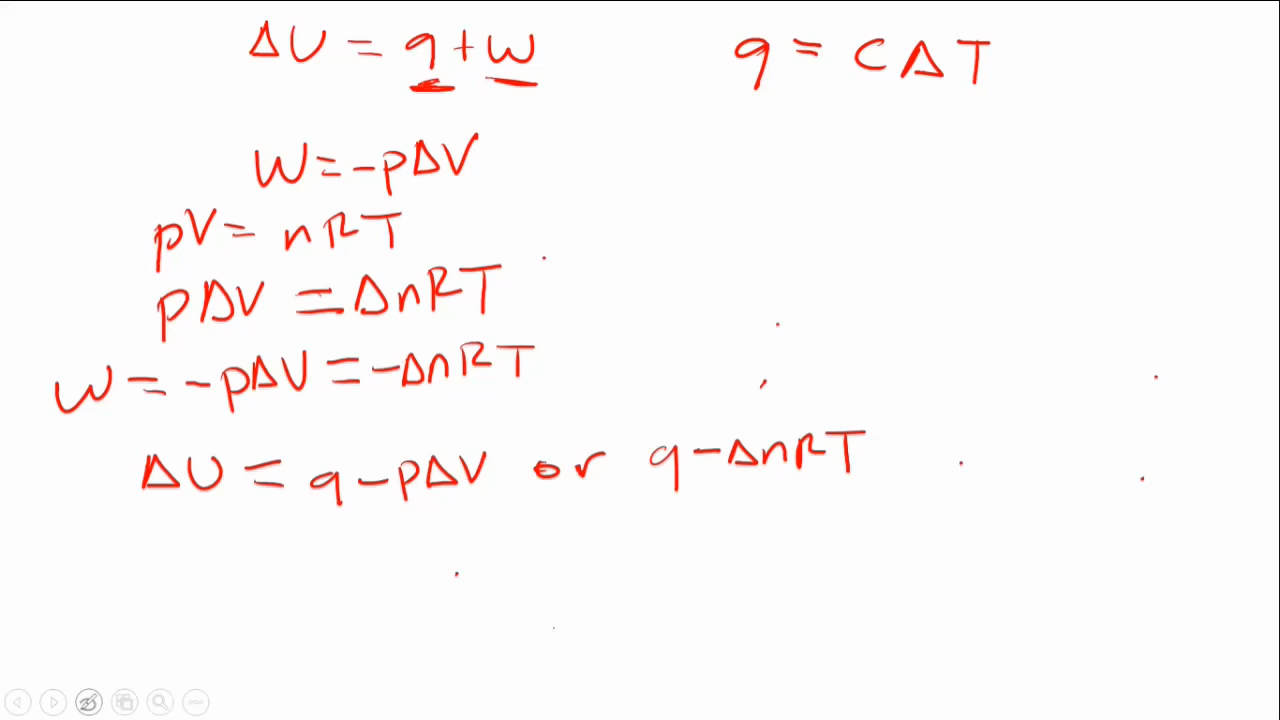 ΔU = q + w
q = CΔT
W = -pΔV
pV = nRT
pΔV = ΔnRT
W = -pΔV = -ΔnRT
ΔU = q - pΔV or q - ΔnRT